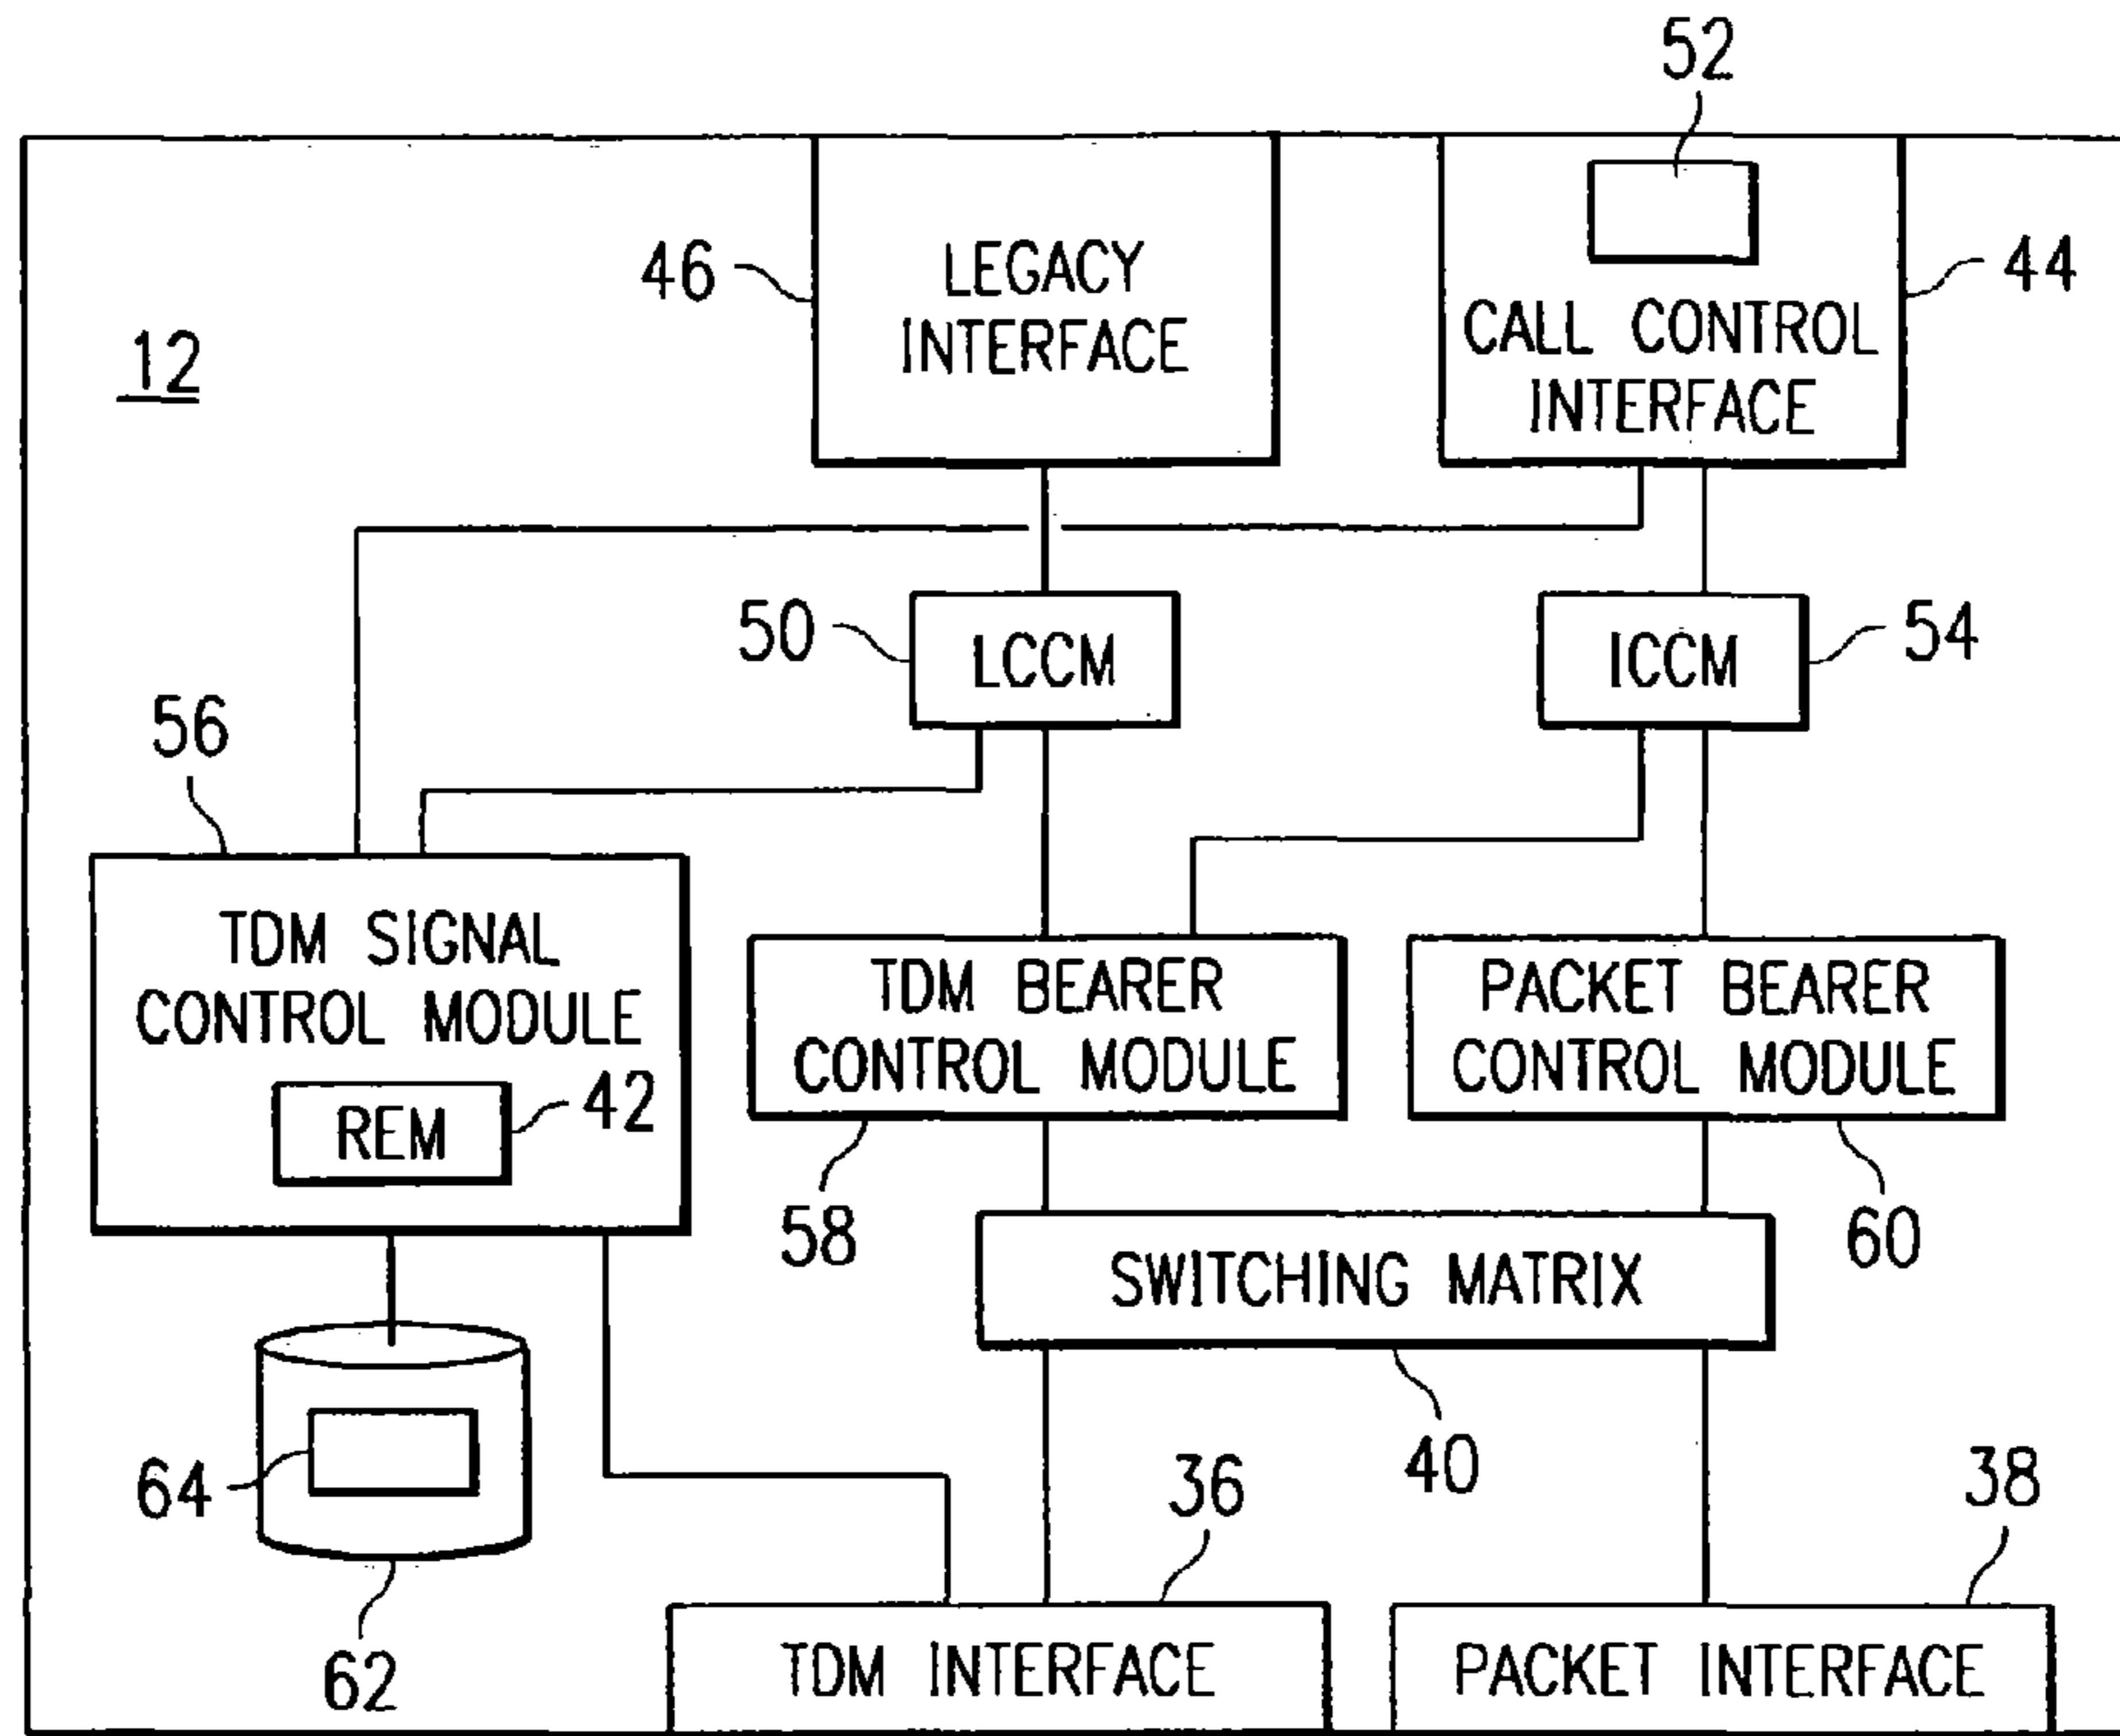 52
46
LEGACY
INTERFACE
CALL CONTROL
INTERFACE
44
12
50
LCCM
ICCM
54
56
TDM SIGNAL
CONTROL MODULE
REM
42
TDM BEARER
CONTROL MODULE
PACKET BEARER
CONTROL MODULE
58
60
SWITCHING MATRIX
40
64
62
36
38
TDM INTERFACE
PACKET INTERFACE